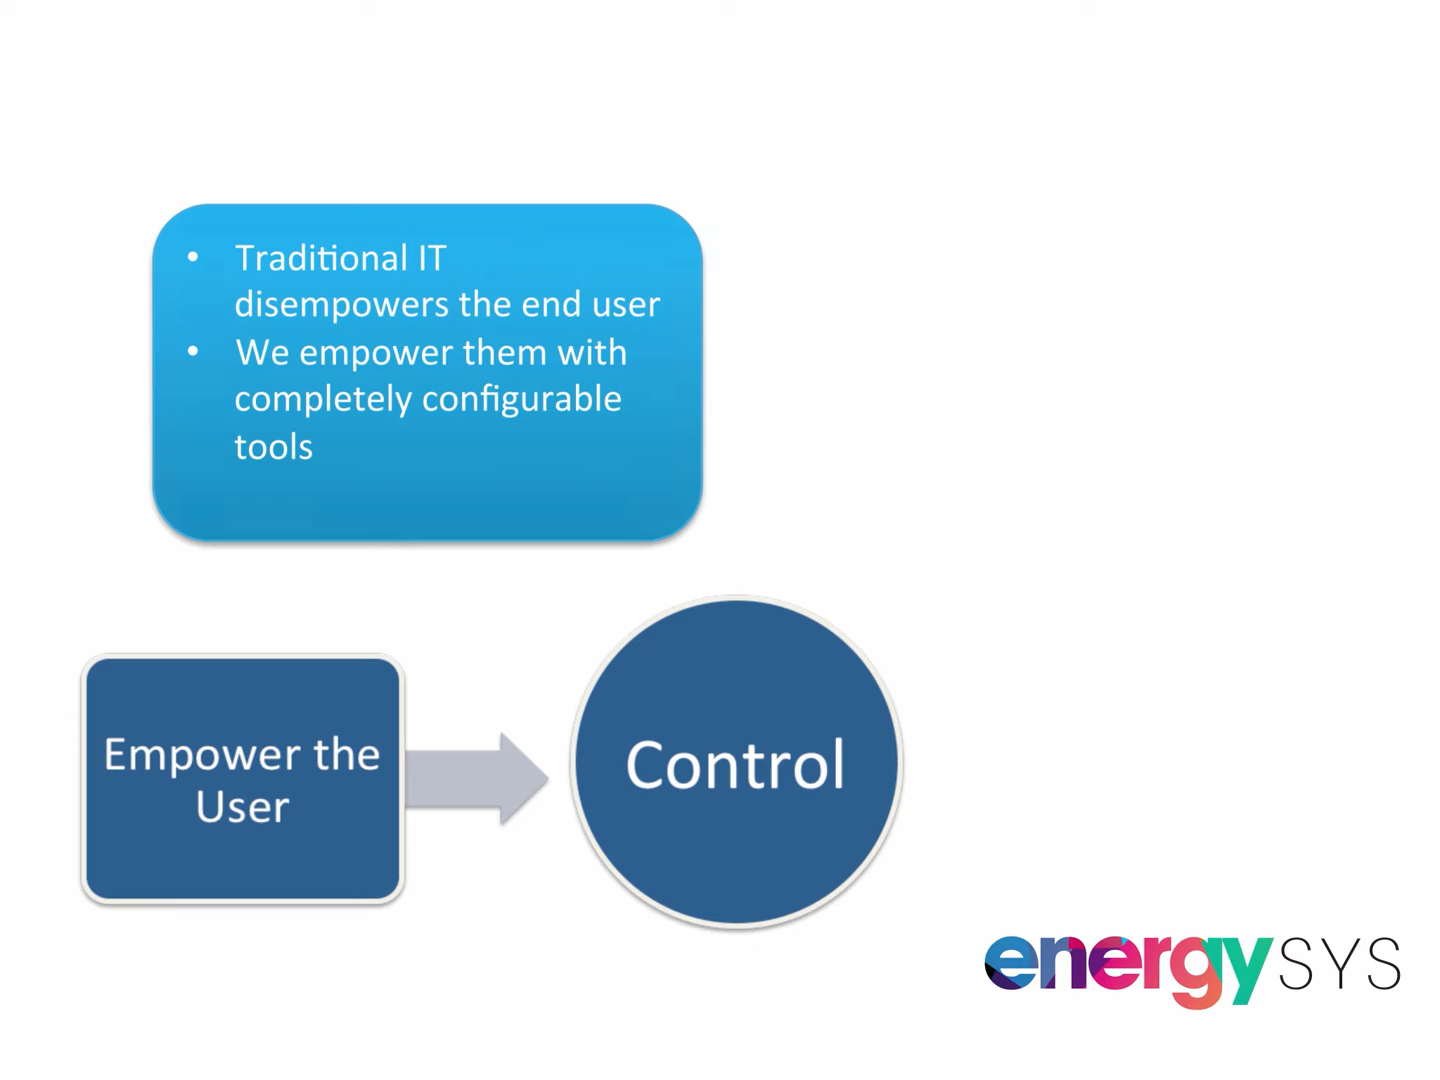 • Traditional IT
disempowers the end user
• We empower them with
completely configurable
tools
Empower the
User
Control
energysys